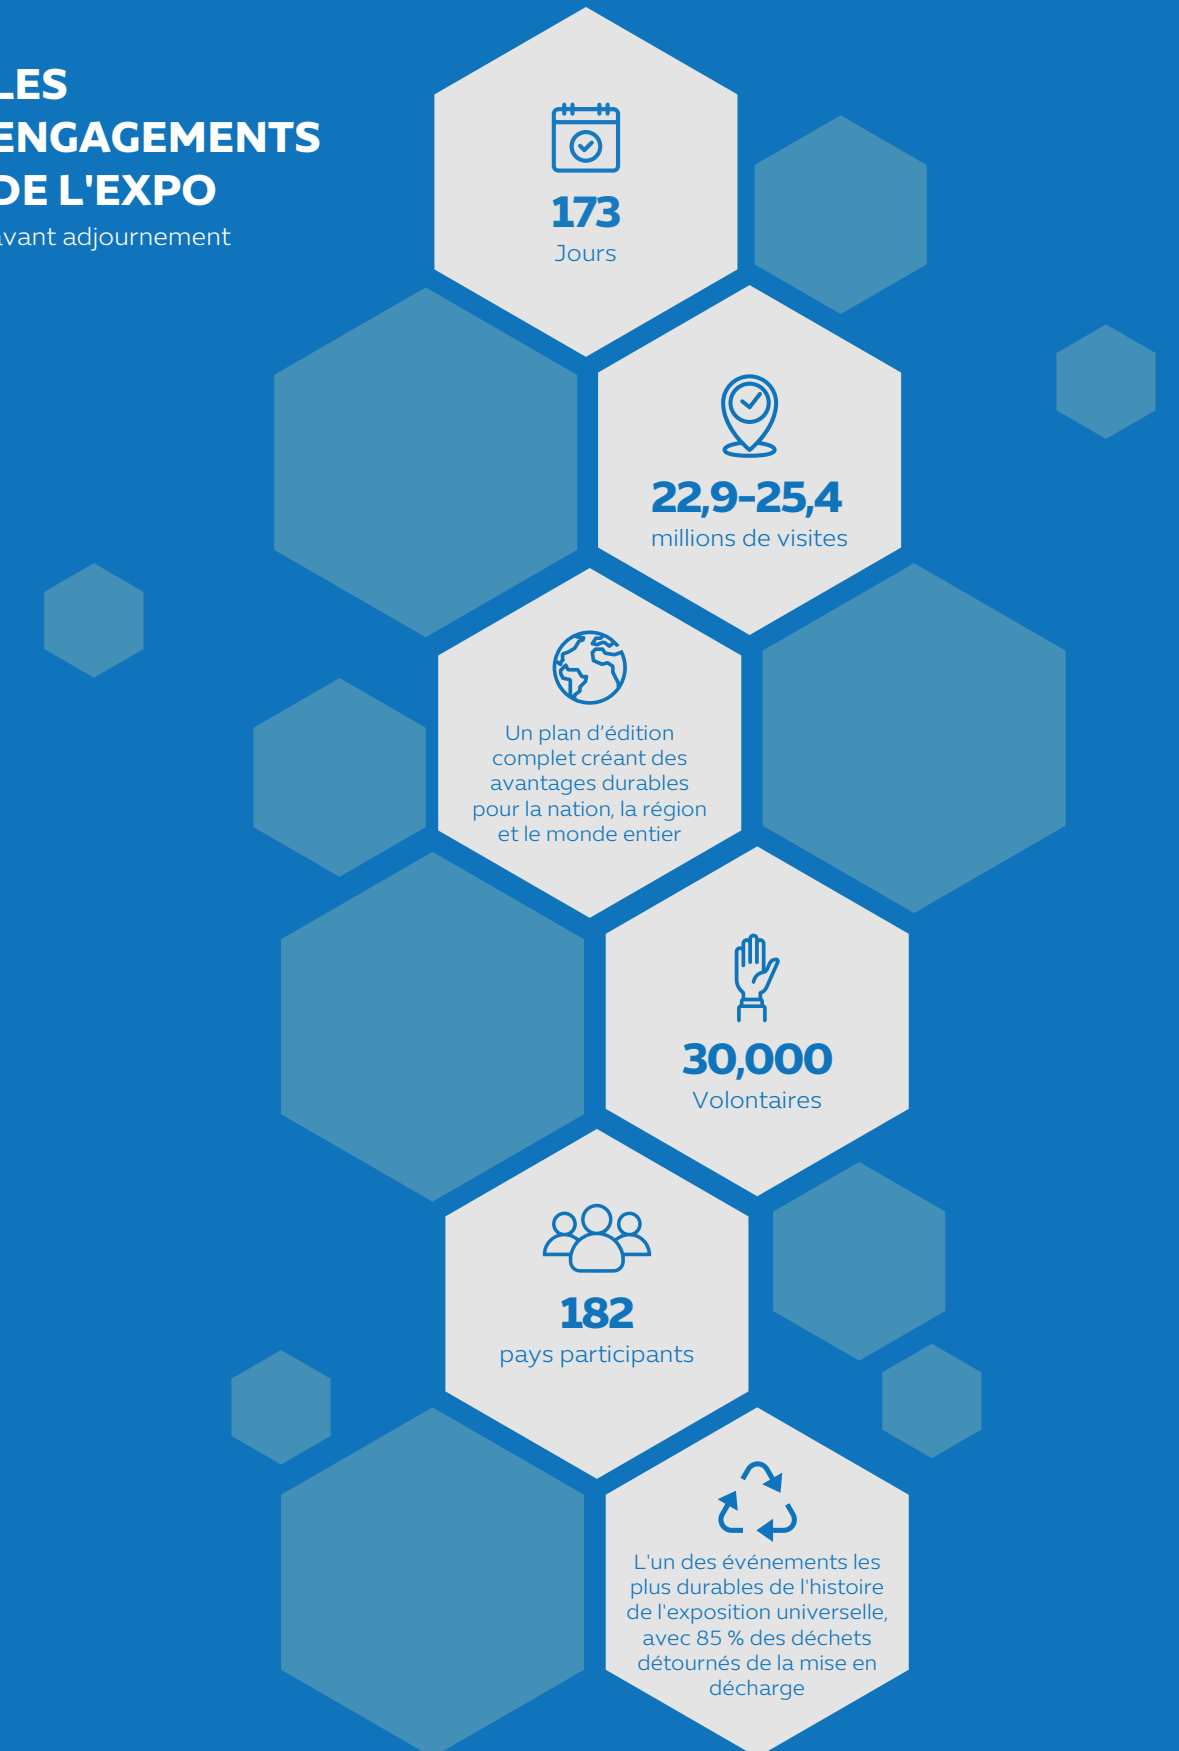 LES
ENGAGEMENTS
DE L'EXPO
avant adjournement
173
Jours
22,9-25,4
millions de visites
Un plan d’édition
complet créant des
avantages durables
pour la nation, la région
et le monde entier
30,000
Volontaires
182
pays participants
L'un des événements les
plus durables de l'histoire
de l'exposition universelle,
avec 85 % des déchets
détournés de la mise en
décharge